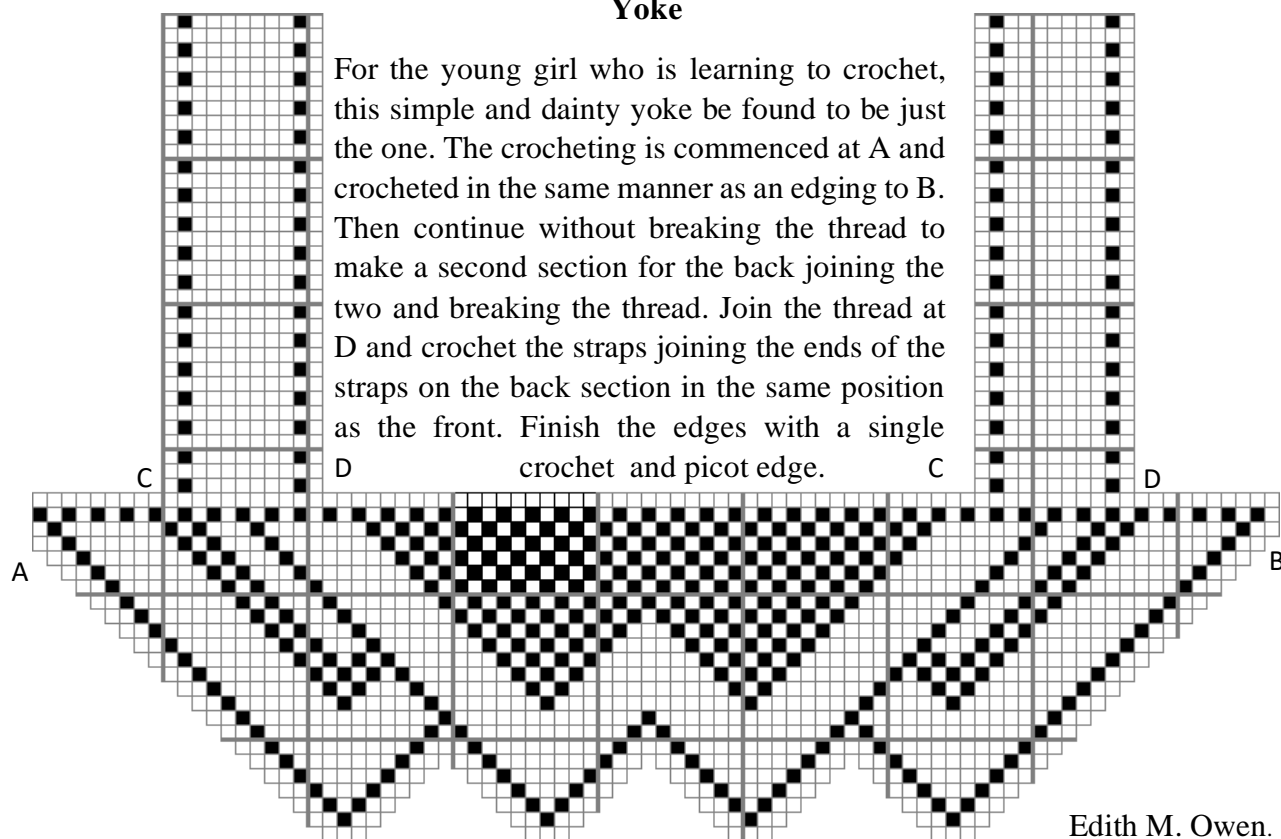 Yoke
For the young girl who is learning to crochet,
this simple and dainty yoke be found to be just
the one. The crocheting is commenced at A and
crocheted in the same manner as an edging to B.
Then continue without breaking the thread to
make a second section for the back joining the
two and breaking the thread. Join the thread at
D and crochet the straps joining the ends of the
straps on the back section in the same position
as the front. Finish the edges with a single
crochet and picot edge.
C D C D
A B
Edith M. Owen.